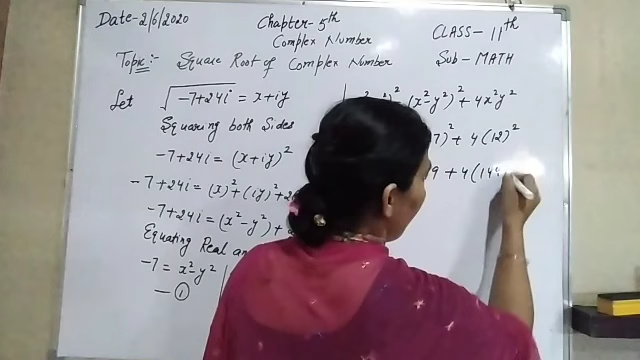 Date-2/6/2020
Chapter-5th
Complex Number
CLASS-11th
Sub-MATH
Topic:- Square Root of Complex Number
Let √-7+24i = x+iy
Squaring both Sides
-7+24i = (x+iy)²
-7+24i = (x)²+(iy)²+2
-7+24i = (x²-y²)+
Equating Real an
-7 = x²-y²
— ①
)² = (x²-y²)²+4x²y²
7)²+4(12)²
9+4(14